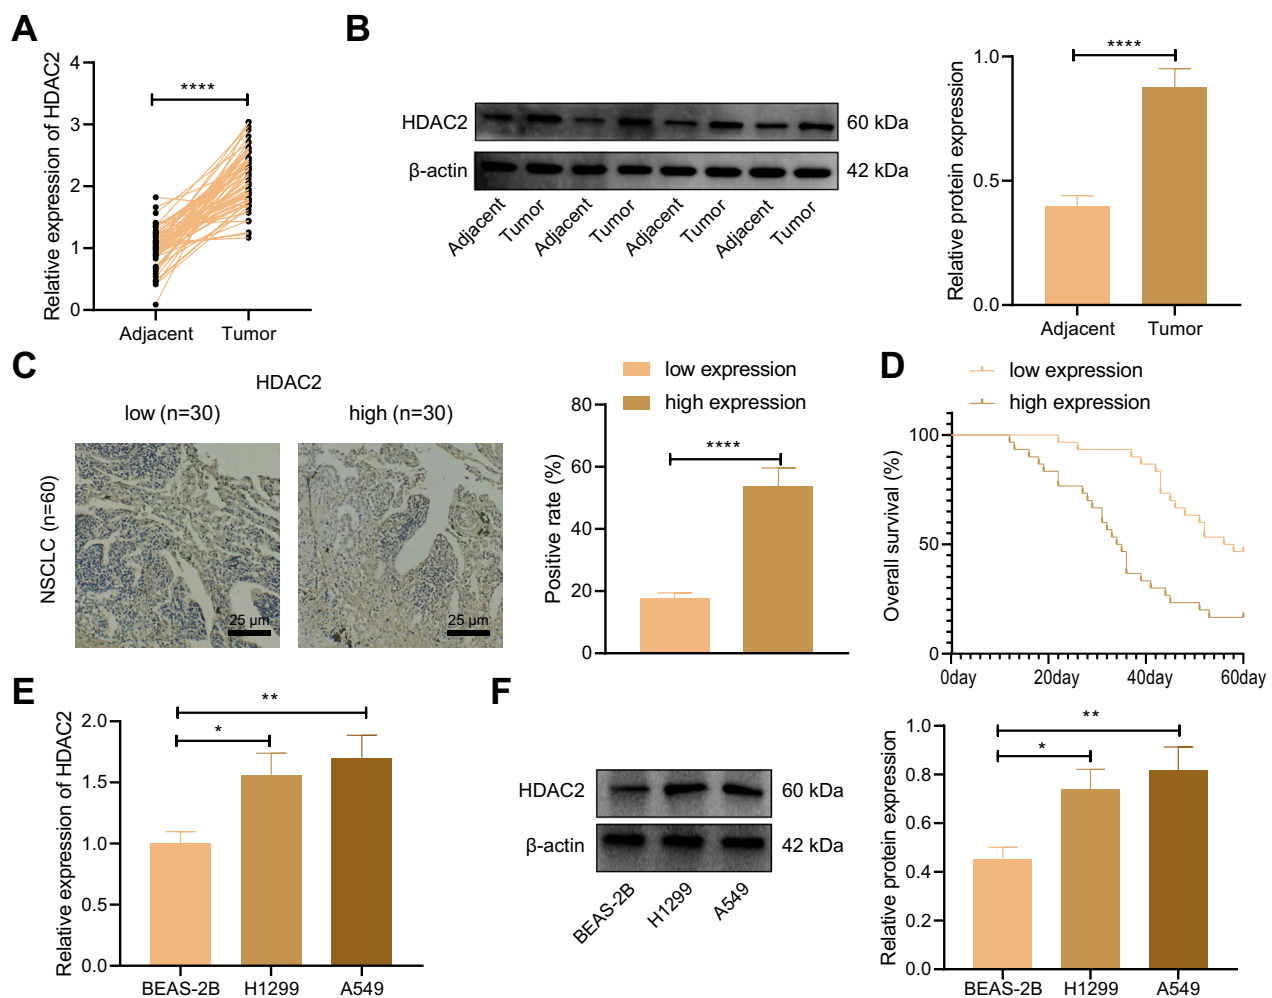 A
Relative expression of HDAC2
4
3
2
1
0
****
Adjacent
Tumor
B
HDAC2
60 kDa
β-actin
42 kDa
Adjacent
Tumor
Adjacent
Tumor
Adjacent
Tumor
Adjacent
Tumor
Relative protein expression
1.0
0.5
0.0
****
Adjacent
Tumor
C
HDAC2
low (n=30)
high (n=30)
NSCLC (n=60)
25 μm
25 μm
low expression
high expression
Positive rate (%)
80
60
40
20
0
****
D
low expression
high expression
Overall survival (%)
100
50
0
0day
20day
40day
60day
E
Relative expression of HDAC2
2.0
1.5
1.0
0.5
0.0
**
*
BEAS-2B
H1299
A549
F
HDAC2
60 kDa
β-actin
42 kDa
BEAS-2B
H1299
A549
Relative protein expression
1.0
0.8
0.6
0.4
0.2
0.0
**
*
BEAS-2B
H1299
A549